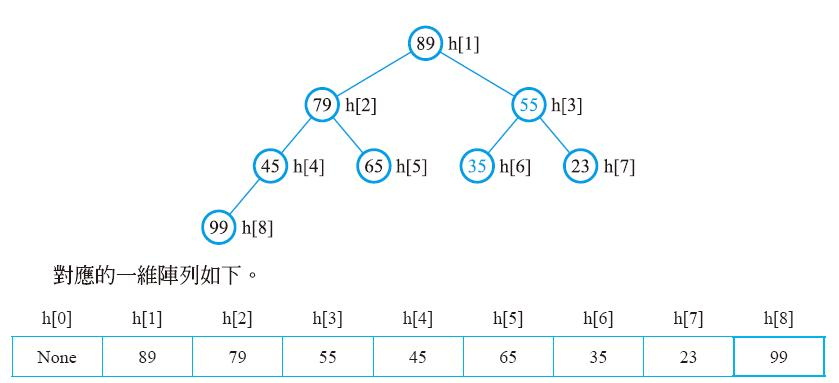 89 h[1]
79 h[2] 55 h[3]
45 h[4] 65 h[5] 35 h[6] 23 h[7]
99 h[8]
對應的一維陣列如下。
h[0] h[1] h[2] h[3] h[4] h[5] h[6] h[7] h[8]
None 89 79 55 45 65 35 23 99